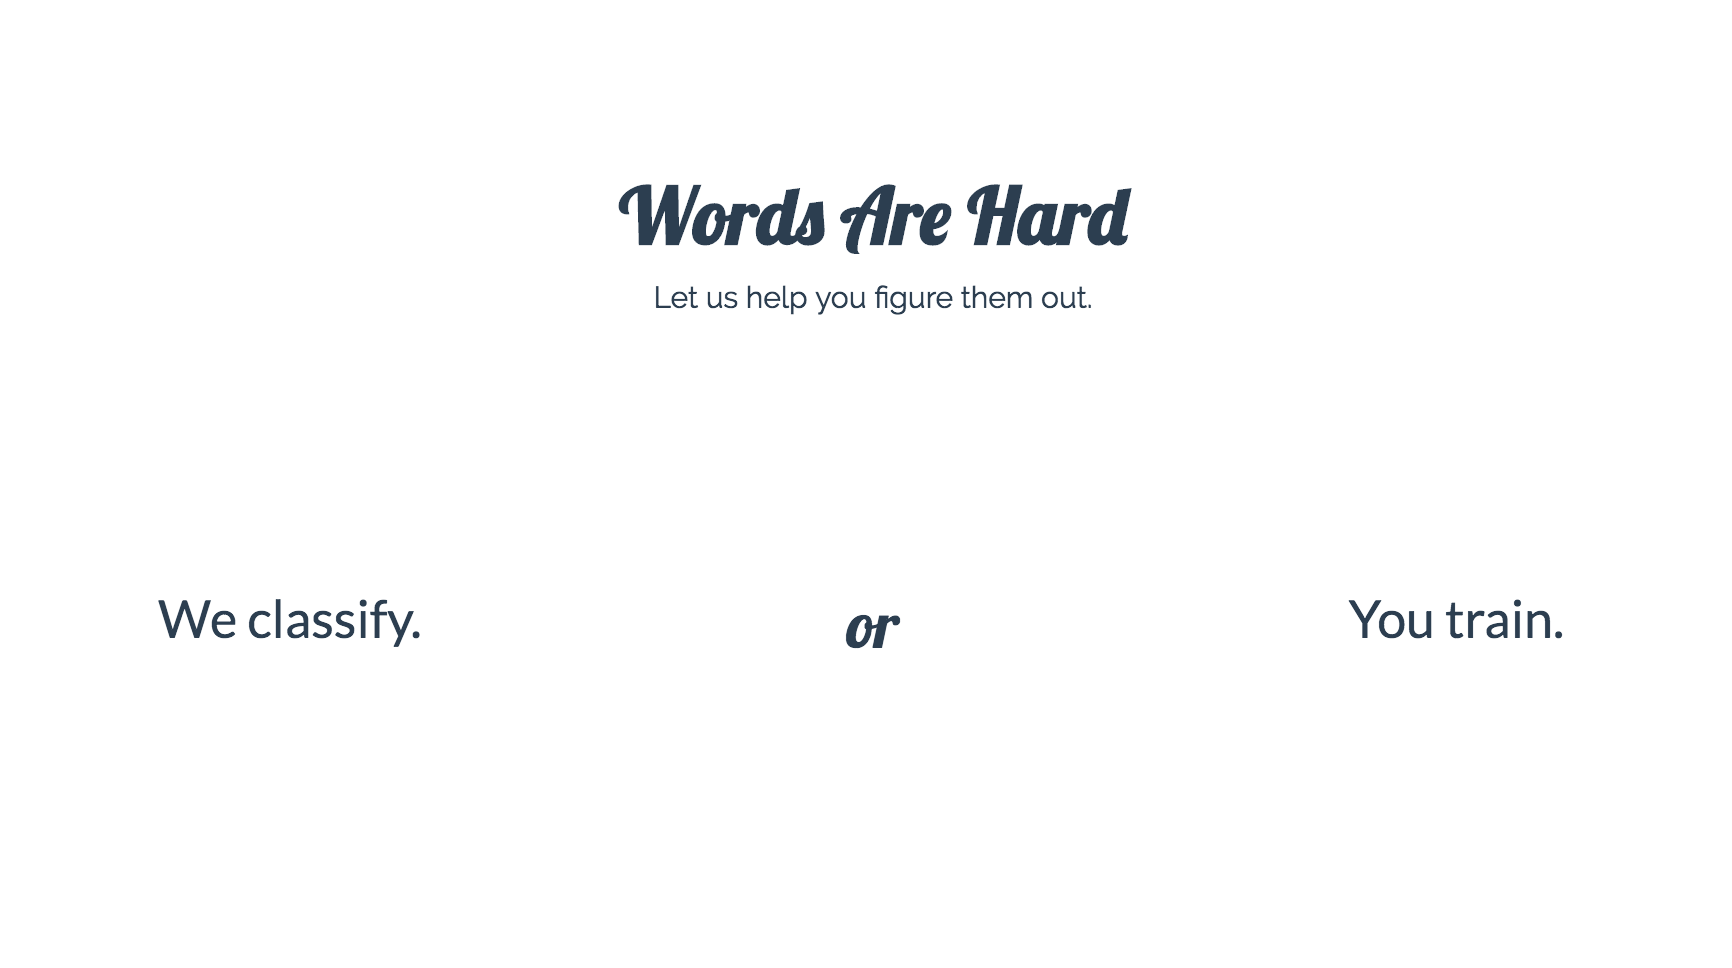 Words Are Hard
Let us help you figure them out.
We classify.
or
You train.